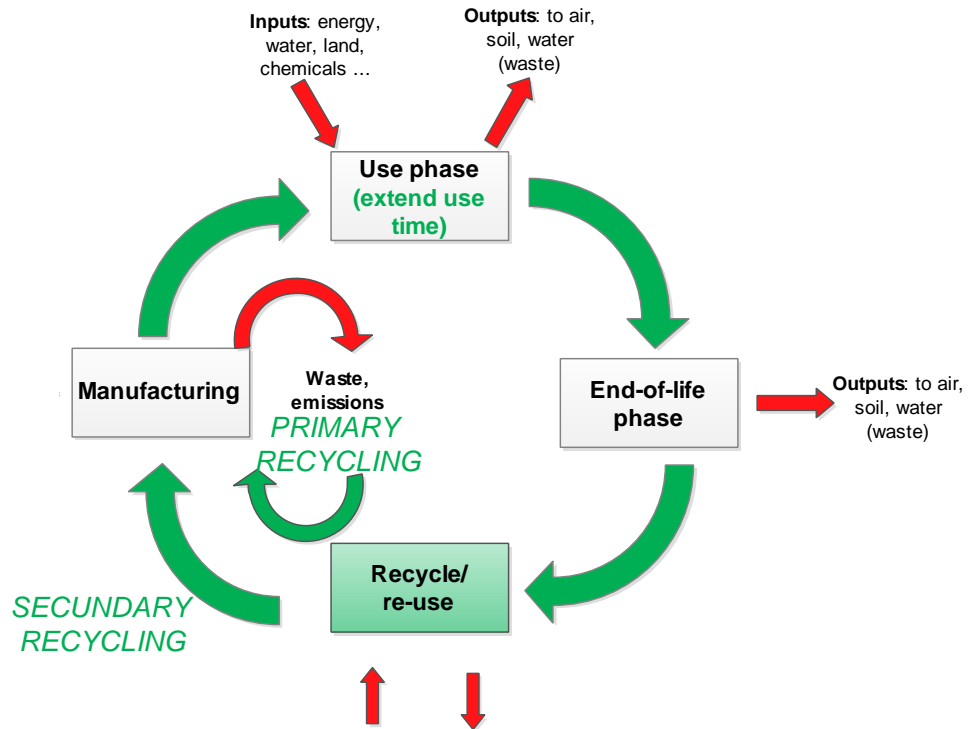 Inputs: energy,
water, land,
chemicals ...
Outputs: to air,
soil, water
(waste)
Use phase
(extend use
time)
Manufacturing
Waste,
emissions
PRIMARY
RECYCLING
End-of-life
phase
Outputs: to air,
soil, water
(waste)
Recycle/
re-use
SECUNDARY
RECYCLING